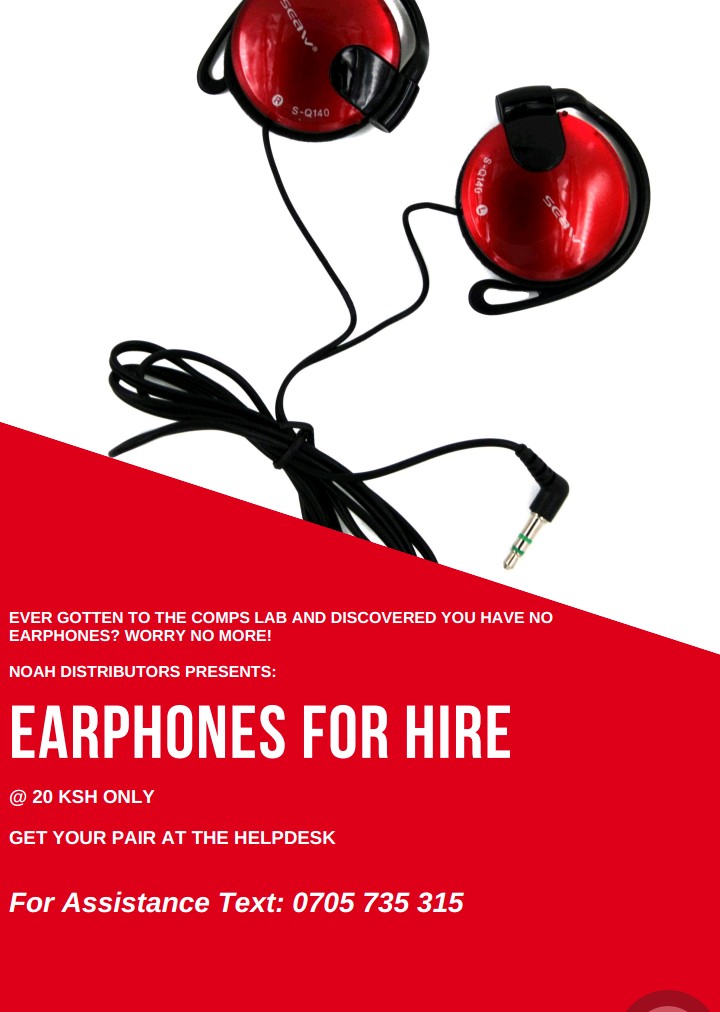 seaw
R S-Q140
S-Q140 L
seaw
EVER GOTTEN TO THE COMPS LAB AND DISCOVERED YOU HAVE NO
EARPHONES? WORRY NO MORE!
NOAH DISTRIBUTORS PRESENTS:
EARPHONES FOR HIRE
@ 20 KSH ONLY
GET YOUR PAIR AT THE HELPDESK
For Assistance Text: 0705 735 315